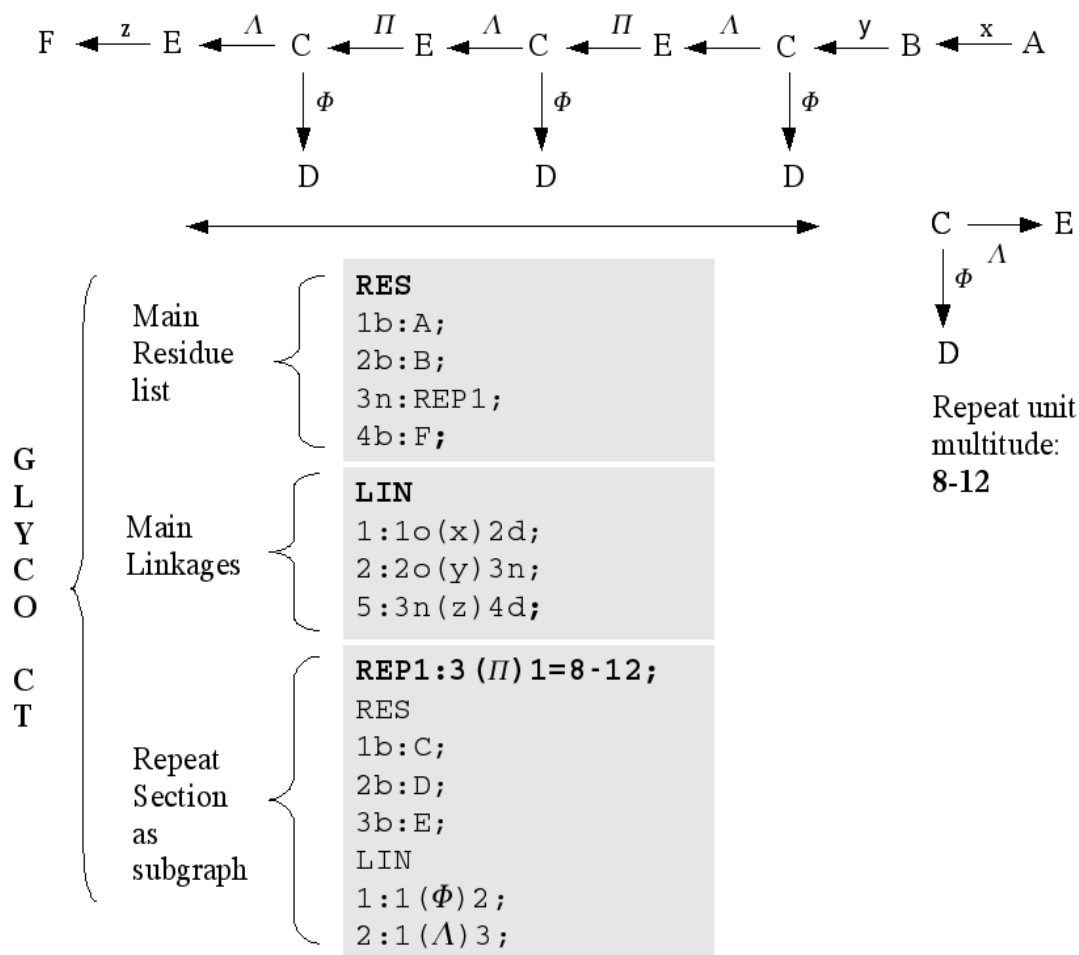 z Λ Π Λ Π Λ y x
F E C E C E C B A
Φ Φ Φ
D D D
C E
Λ
Φ
D
Repeat unit
multitude:
8-12
G
L
Y
C
O
C
T
Main
Residue
list
RES
1b:A;
2b:B;
3n:REP1;
4b:F;
Main
Linkages
LIN
1:1o(x)2d;
2:2o(y)3n;
5:3n(z)4d;
Repeat
Section
as
subgraph
REP1:3(Π)1=8-12;
RES
1b:C;
2b:D;
3b:E;
LIN
1:1(Φ)2;
2:1(Λ)3;